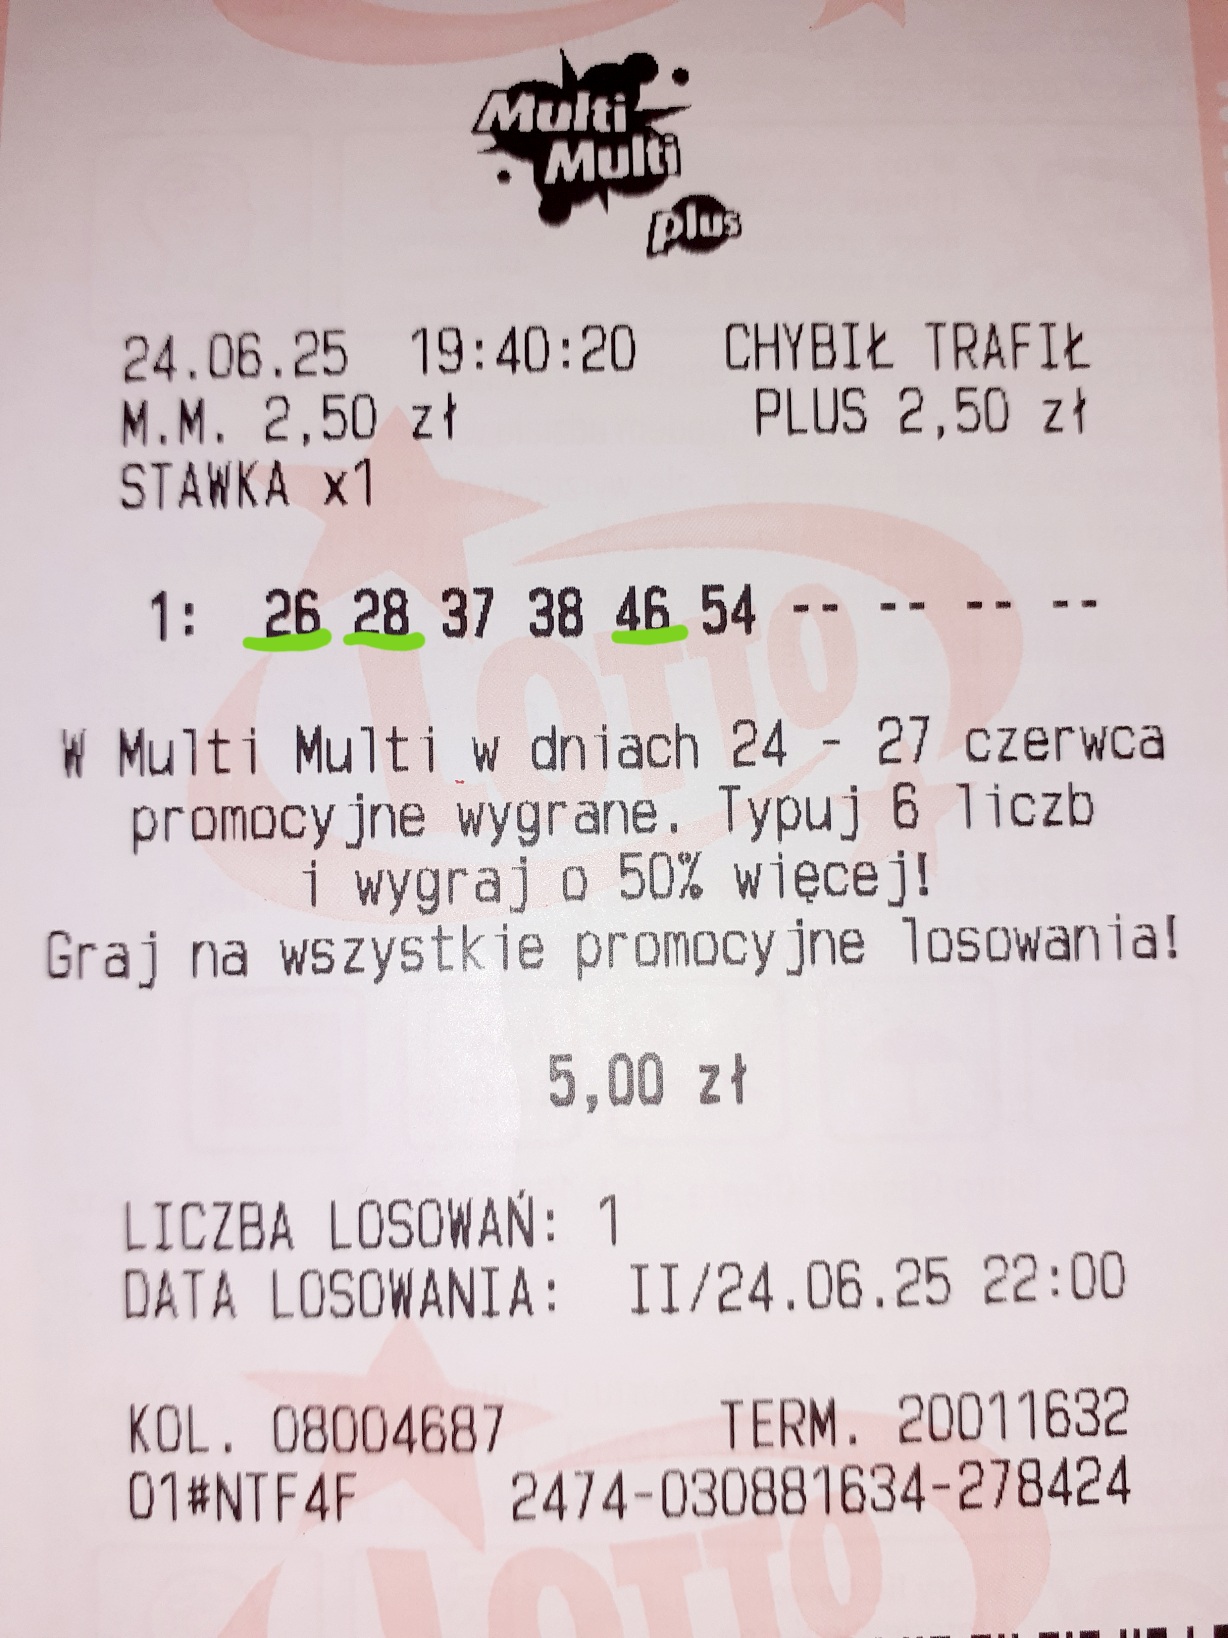 Multi
Multi
plus
24.06.25 19:40:20 CHYBIŁ TRAFIŁ
M.M. 2,50 zł PLUS 2,50 zł
STAWKA x1
1: 26 28 37 38 46 54 -- -- -- --
LOTTO
W Multi Multi w dniach 24 - 27 czerwca
promocyjne wygrane. Typuj 6 liczb
i wygraj o 50% więcej!
Graj na wszystkie promocyjne losowania!
5,00 zł
LICZBA LOSOWAŃ: 1
DATA LOSOWANIA: II/24.06.25 22:00
KOL. 08004687 TERM. 20011632
01#NTF4F 2474-030881634-278424
LOTTO